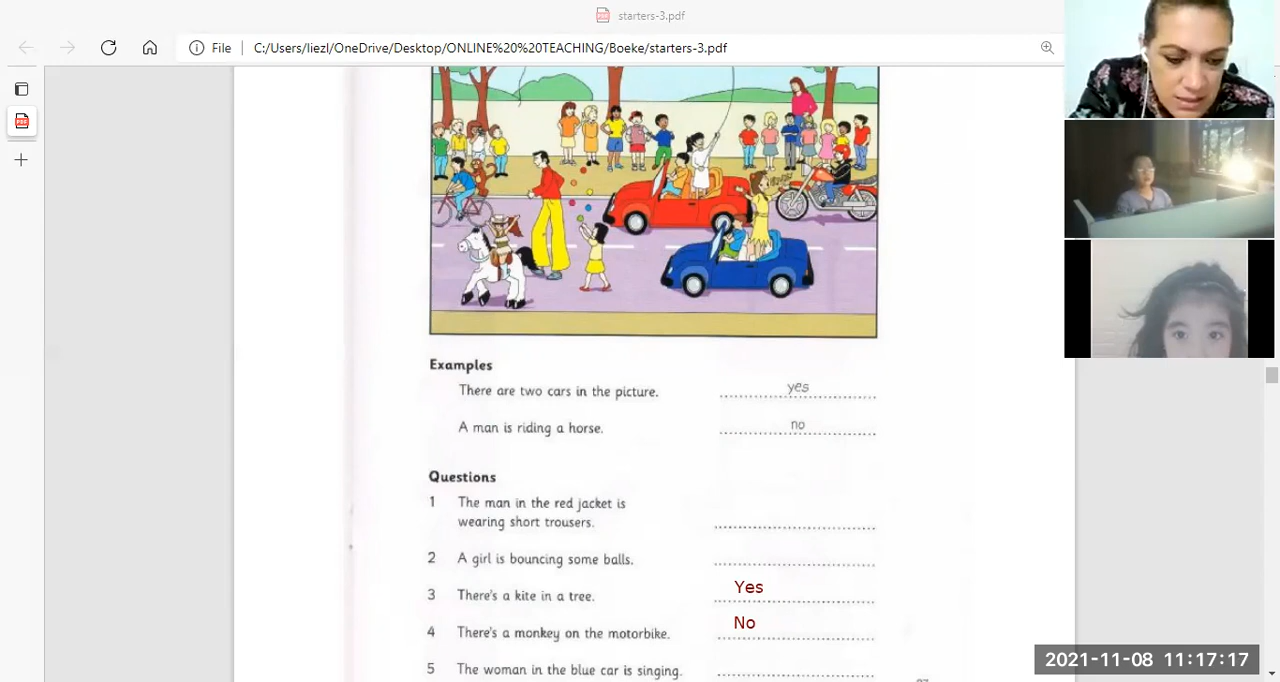 starters-3.pdf
File C:/Users/liezl/OneDrive/Desktop/ONLINE%20%20TEACHING/Boeke/starters-3.pdf
Examples
There are two cars in the picture. yes
A man is riding a horse. no
Questions
1 The man in the red jacket is
wearing short trousers.
2 A girl is bouncing some balls.
3 There's a kite in a tree. Yes
4 There's a monkey on the motorbike. No
5 The woman in the blue car is singing.
2021-11-08 11:17:17